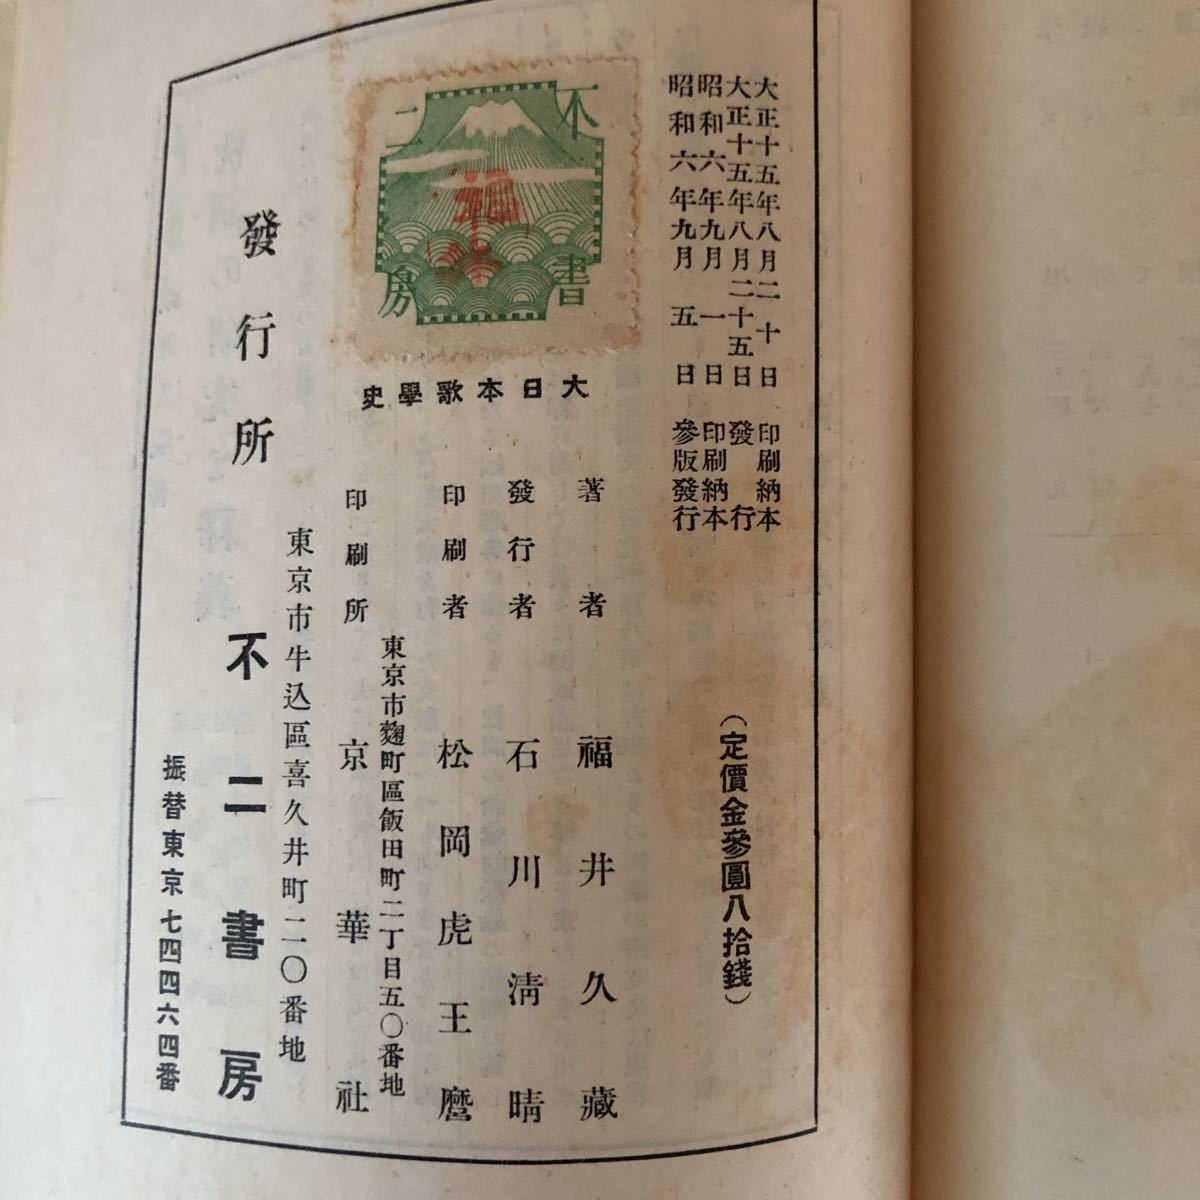 大正十五年八月二十日印刷納本
大正十五年八月二十五日發行
昭和六年九月一日印刷納本
昭和六年九月五日參版發行
(定價金參圓八拾錢)
不二書房
福井
大日本歌學史
著者 福井久藏
發行者 石川清晴
印刷者 松岡虎王麿
東京市麴町區飯田町二丁目五〇番地
印刷所 京華社
東京市牛込區喜久井町二〇番地
發行所 不二書房
振替東京七四四六四番